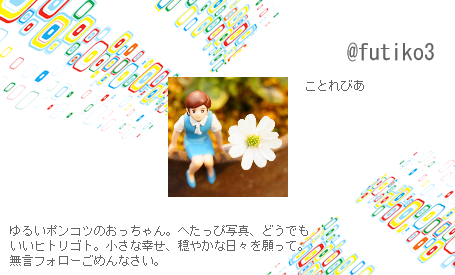 @futiko3
ことれびあ
ゆるいポンコツのおっちゃん。へたっぴ写真、どうでも
いいヒトリゴト。小さな幸せ、穏やかな日々を願って。
無言フォローごめんなさい。